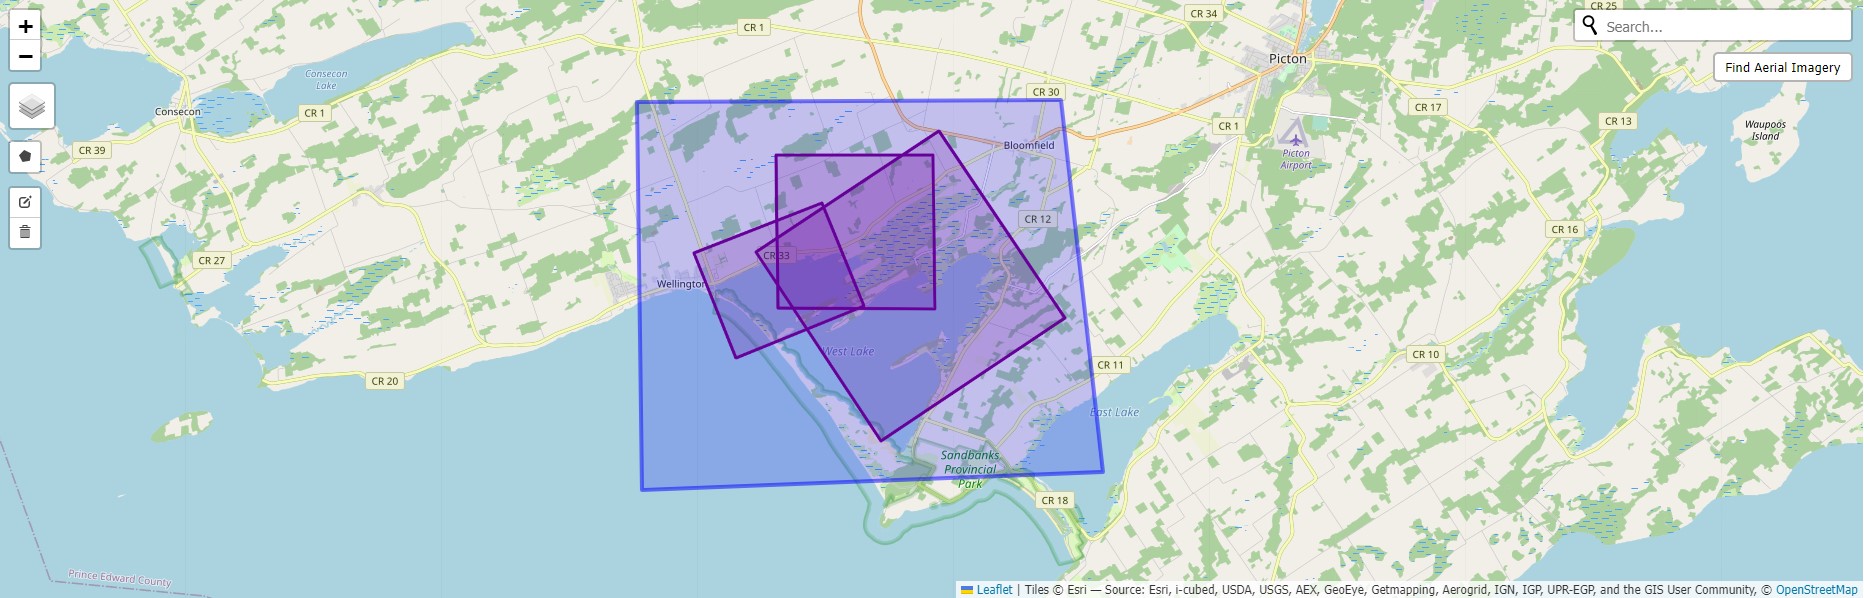 +
−
CR 1
CR 34
CR 25
Search...
Picton
Find Aerial Imagery
Consecon
Lake
Consecon
CR 1
CR 30
CR 17
CR 13
CR 1
Waupoos
Island
CR 39
Bloomfield
Picton
Airport
CR 12
CR 16
CR 27
CR 33
Wellington
West Lake
CR 10
CR 11
CR 20
East Lake
Sandbanks
Provincial
Park
CR 18
Prince Edward County
Leaflet | Tiles © Esri — Source: Esri, i-cubed, USDA, USGS, AEX, GeoEye, Getmapping, Aerogrid, IGN, IGP, UPR-EGP, and the GIS User Community, © OpenStreetMap